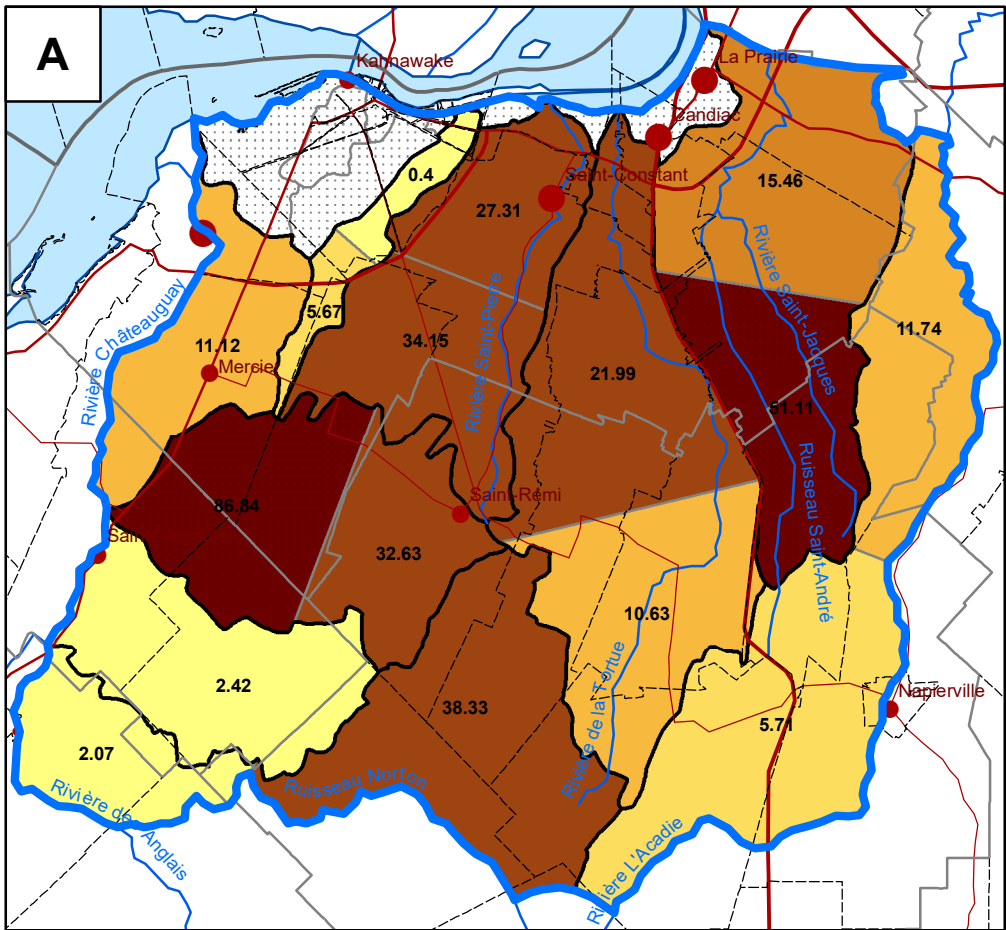 A
Kahnawake
La Prairie
Candiac
0.4
Saint-Constant
15.46
27.31
Rivière Saint-Jacques
Rivière Saint-Pierre
Rivière Châteauguay
5.67
11.12
34.15
11.74
Mercie
21.99
51.11
86.84
Saint-Rémi
Ruisseau Saint-André
32.63
10.63
Rivière de la Tortue
2.42
38.33
Napierville
5.71
2.07
Ruisseau Norton
Rivière des Anglais
Rivière L'Acadie